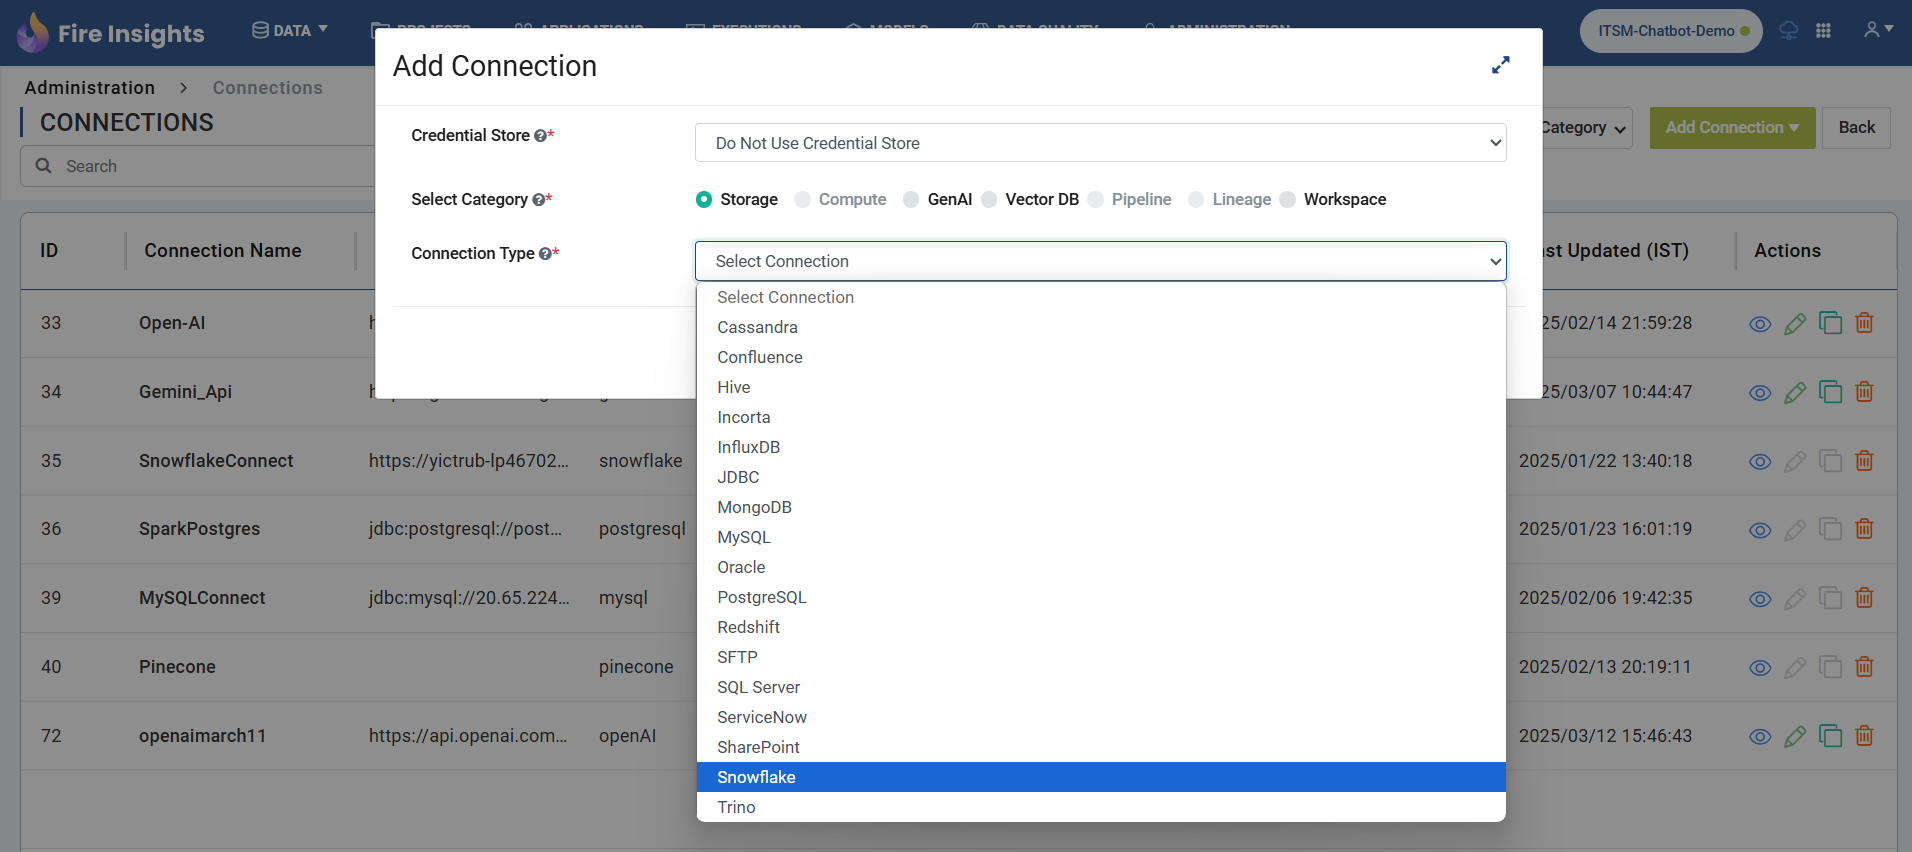 Fire Insights
DATA
PROJECTS
APPLICATIONS
EXECUTIONS
MODELS
DATA QUALITY
ADMINISTRATION
ITSM-Chatbot-Demo
Add Connection
Administration > Connections
CONNECTIONS
Search
Category
Add Connection
Back
Credential Store ?*
Do Not Use Credential Store
Select Category ?*
Storage Compute GenAI Vector DB Pipeline Lineage Workspace
Connection Type ?*
Select Connection
Select Connection
Cassandra
Confluence
Hive
Incorta
InfluxDB
JDBC
MongoDB
MySQL
Oracle
PostgreSQL
Redshift
SFTP
SQL Server
ServiceNow
SharePoint
Snowflake
Trino
ID Connection Name Updated (IST) Actions
33 Open-AI 25/02/14 21:59:28
34 Gemini_Api 25/03/07 10:44:47
35 SnowflakeConnect https://yictrub-lp46702... snowflake 2025/01/22 13:40:18
36 SparkPostgres jdbc:postgresql://post... postgresql 2025/01/23 16:01:19
39 MySQLConnect jdbc:mysql://20.65.224... mysql 2025/02/06 19:42:35
40 Pinecone pinecone 2025/02/13 20:19:11
72 openaimarch11 https://api.openai.com... openAI 2025/03/12 15:46:43